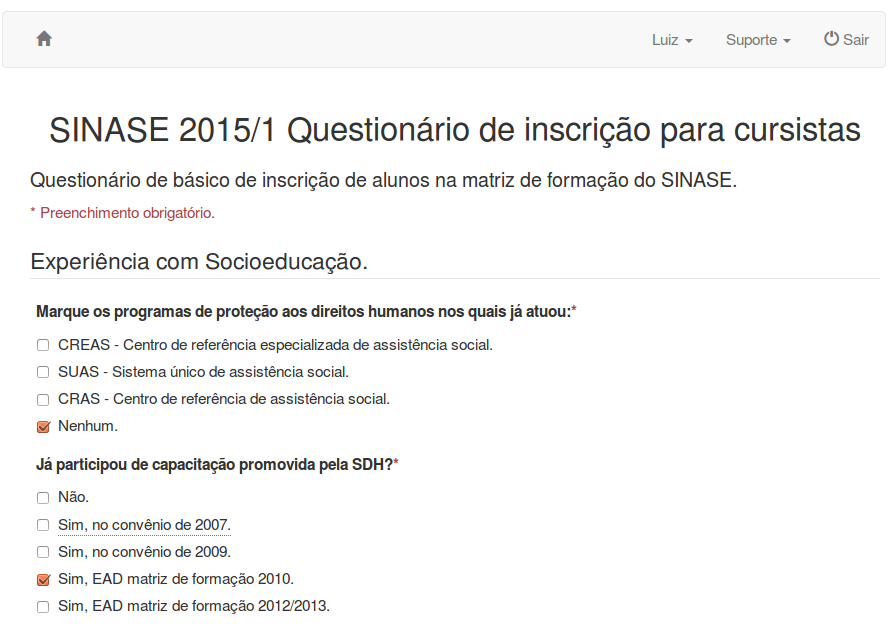 Luiz Suporte Sair
SINASE 2015/1 Questionário de inscrição para cursistas
Questionário de básico de inscrição de alunos na matriz de formação do SINASE.
* Preenchimento obrigatório.
Experiência com Socioeducação.
Marque os programas de proteção aos direitos humanos nos quais já atuou:*
CREAS - Centro de referência especializada de assistência social.
SUAS - Sistema único de assistência social.
CRAS - Centro de referência de assistência social.
Nenhum.
Já participou de capacitação promovida pela SDH?*
Não.
Sim, no convênio de 2007.
Sim, no convênio de 2009.
Sim, EAD matriz de formação 2010.
Sim, EAD matriz de formação 2012/2013.